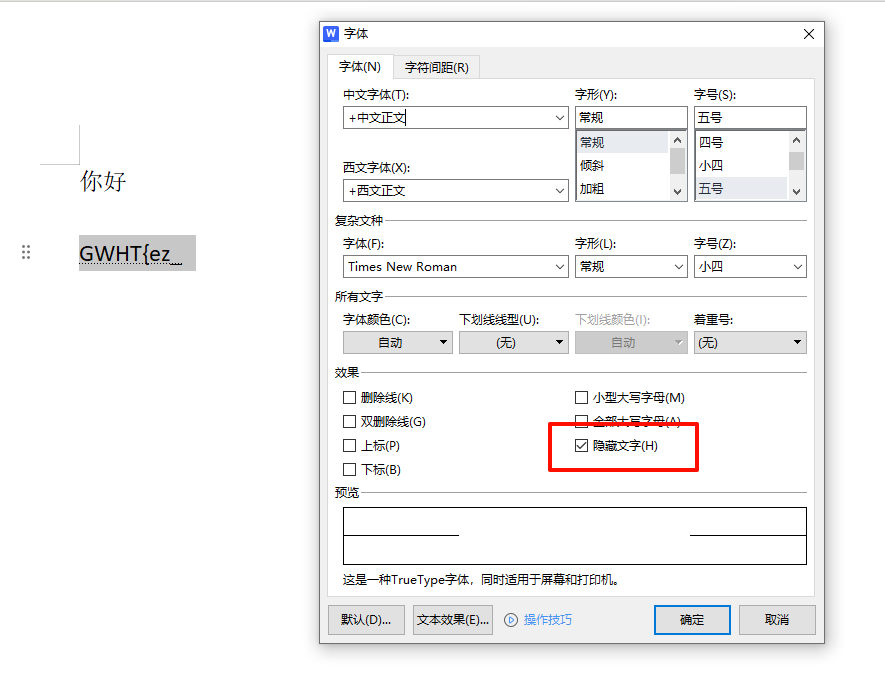 W 字体
字体(N) 字符间距(R)
中文字体(T): 字形(Y): 字号(S):
+中文正文 常规 五号
常规 四号
倾斜 小四
加粗 五号
西文字体(X):
+西文正文
你好
复杂文种
字体(F): 字形(L): 字号(Z):
Times New Roman 常规 小四
GWHT{ez_
所有文字
字体颜色(C): 下划线线型(U): 下划线颜色(I): 着重号:
自动 (无) 自动 (无)
效果
删除线(K) 小型大写字母(M)
双删除线(G) 全部大写字母(A)
上标(P) 隐藏文字(H)
下标(B)
预览
这是一种TrueType字体，同时适用于屏幕和打印机。
默认(D)... 文本效果(E)... 操作技巧 确定 取消